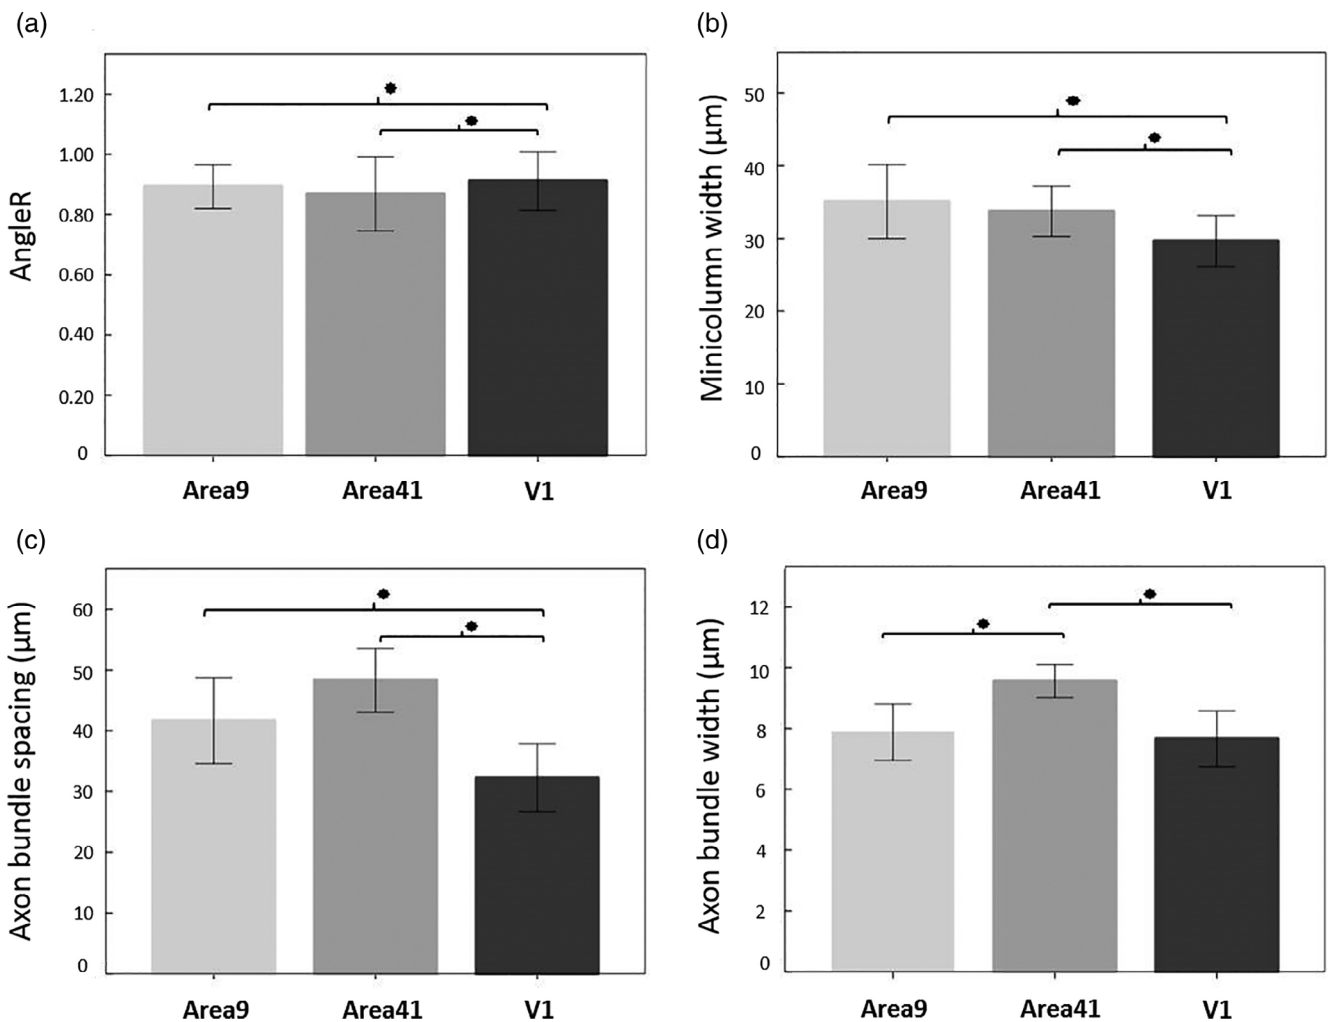 (a)
AngleR
1.20
1.00
0.80
0.60
0.40
0.20
0
Area9 Area41 V1
(b)
Minicolumn width (µm)
50
40
30
20
10
0
Area9 Area41 V1
(c)
Axon bundle spacing (µm)
60
50
40
30
20
10
0
Area9 Area41 V1
(d)
Axon bundle width (µm)
12
10
8
6
4
2
0
Area9 Area41 V1